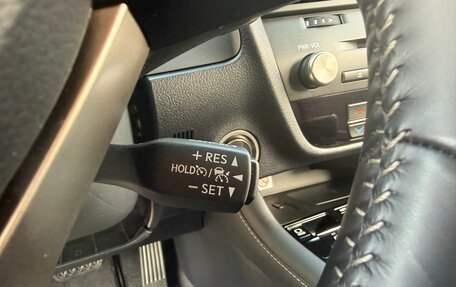 PWR•VOL
+ RES ▲
HOLD / ◀
− SET ▼